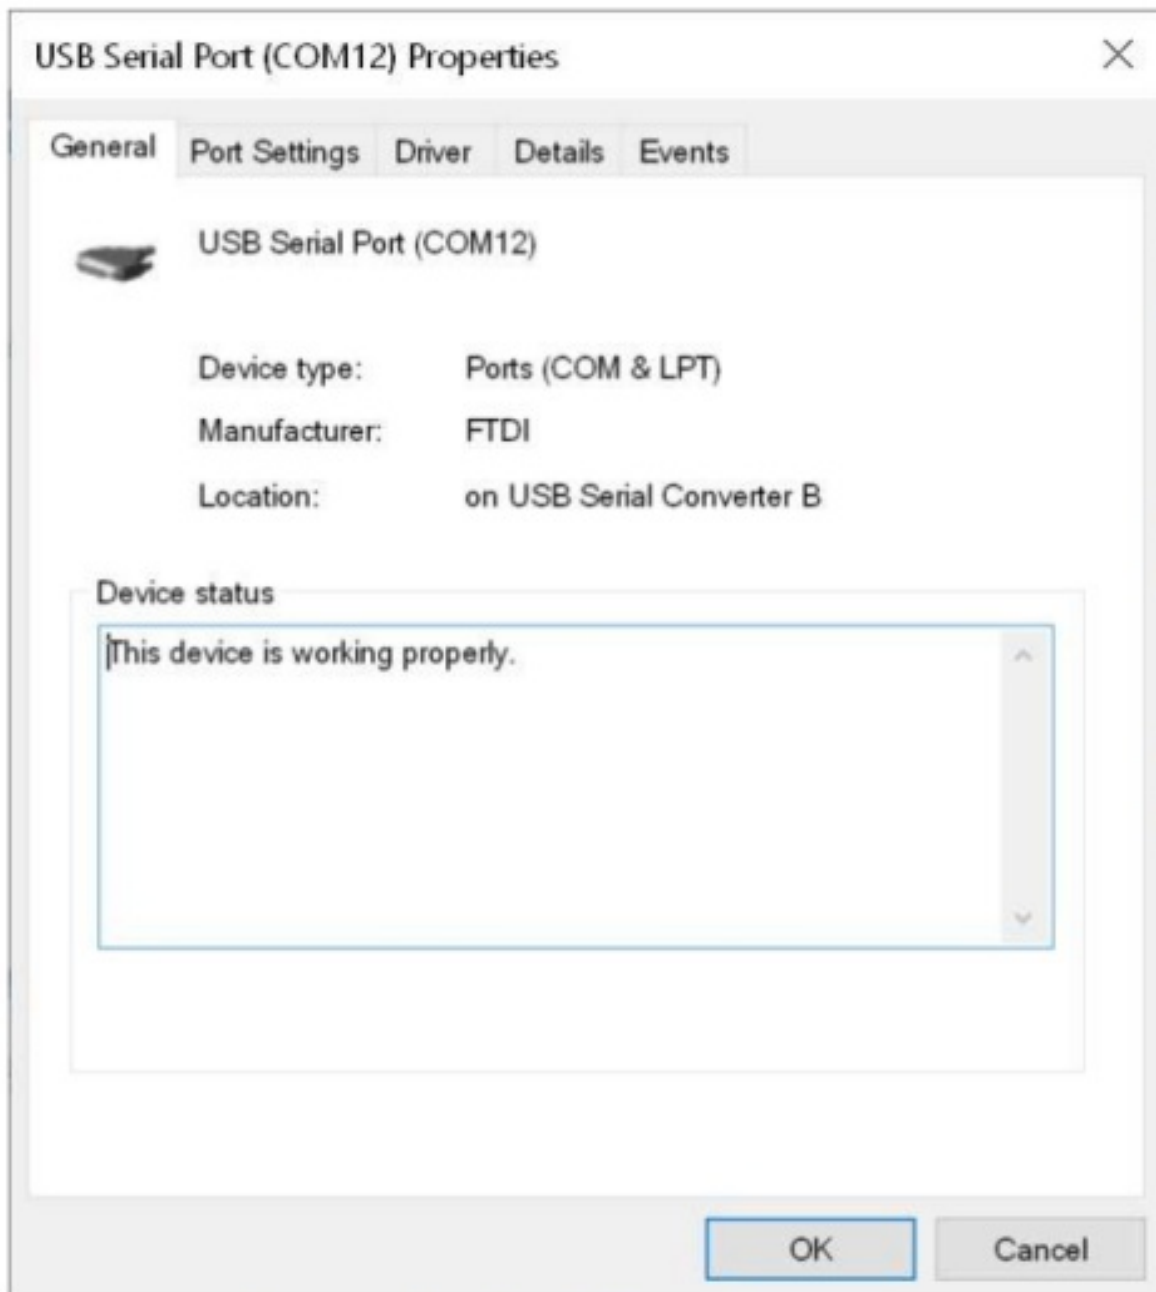 USB Serial Port (COM12) Properties
General Port Settings Driver Details Events
USB Serial Port (COM12)
Device type: Ports (COM & LPT)
Manufacturer: FTDI
Location: on USB Serial Converter B
Device status
This device is working properly.
OK Cancel